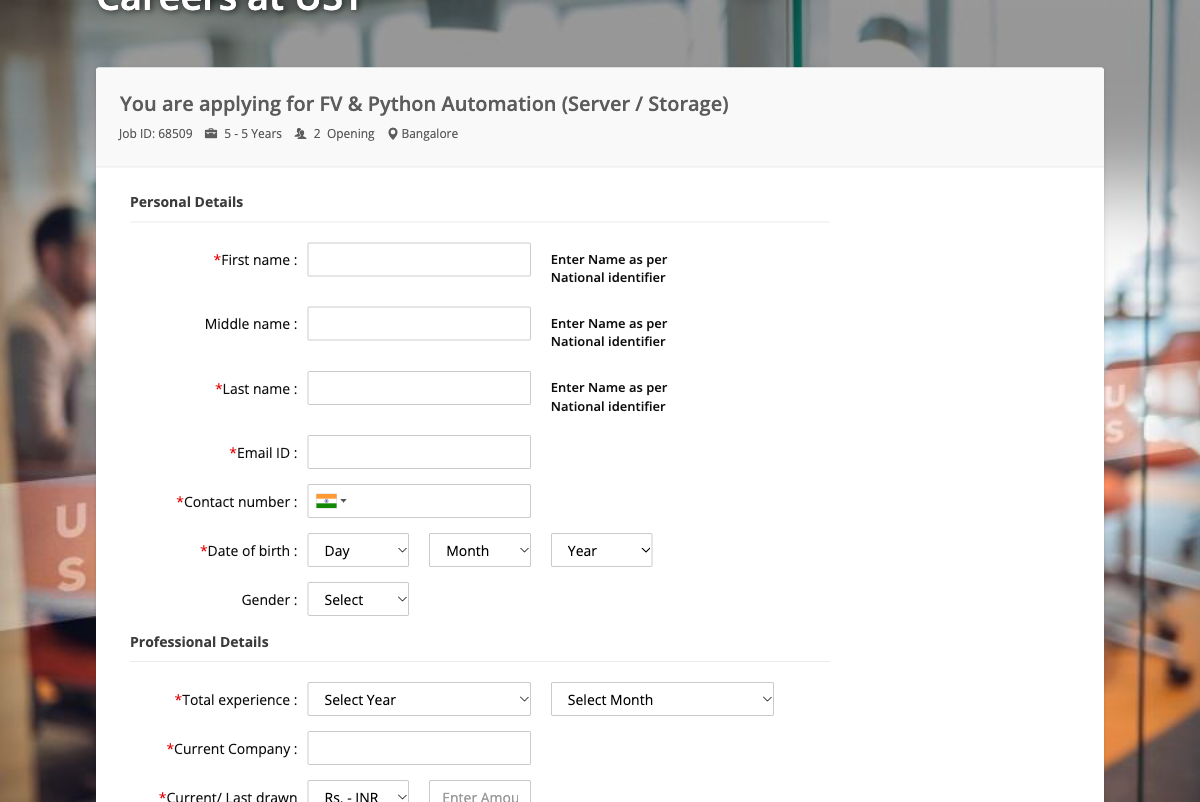 Careers at UST
You are applying for FV & Python Automation (Server / Storage)
Job ID: 68509 5 - 5 Years 2 Opening Bangalore
Personal Details
*First name :
Enter Name as per
National identifier
Middle name :
Enter Name as per
National identifier
*Last name :
Enter Name as per
National identifier
*Email ID :
*Contact number :
*Date of birth : Day Month Year
Gender : Select
Professional Details
*Total experience : Select Year Select Month
*Current Company :
*Current/ Last drawn Rs. - INR Enter Amou
U
S
U
S